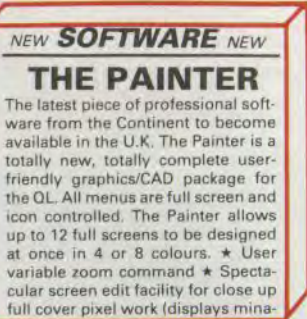 NEW SOFTWARE NEW
THE PAINTER
The latest piece of professional soft-
ware from the Continent to become
available in the U.K. The Painter is a
totally new, totally complete user-
friendly graphics/CAD package for
the QL. All menus are full screen and
icon controlled. The Painter allows
up to 12 full screens to be designed
at once in 4 or 8 colours. ★ User
variable zoom command ★ Specta-
cular screen edit facility for close up
full cover pixel work (displays mina-